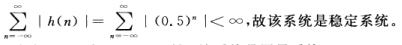 ∑_{n=-∞}^{∞} | h(n) | = ∑_{n=-∞}^{∞} | (0.5)^n | < ∞,故该系统是稳定系统。